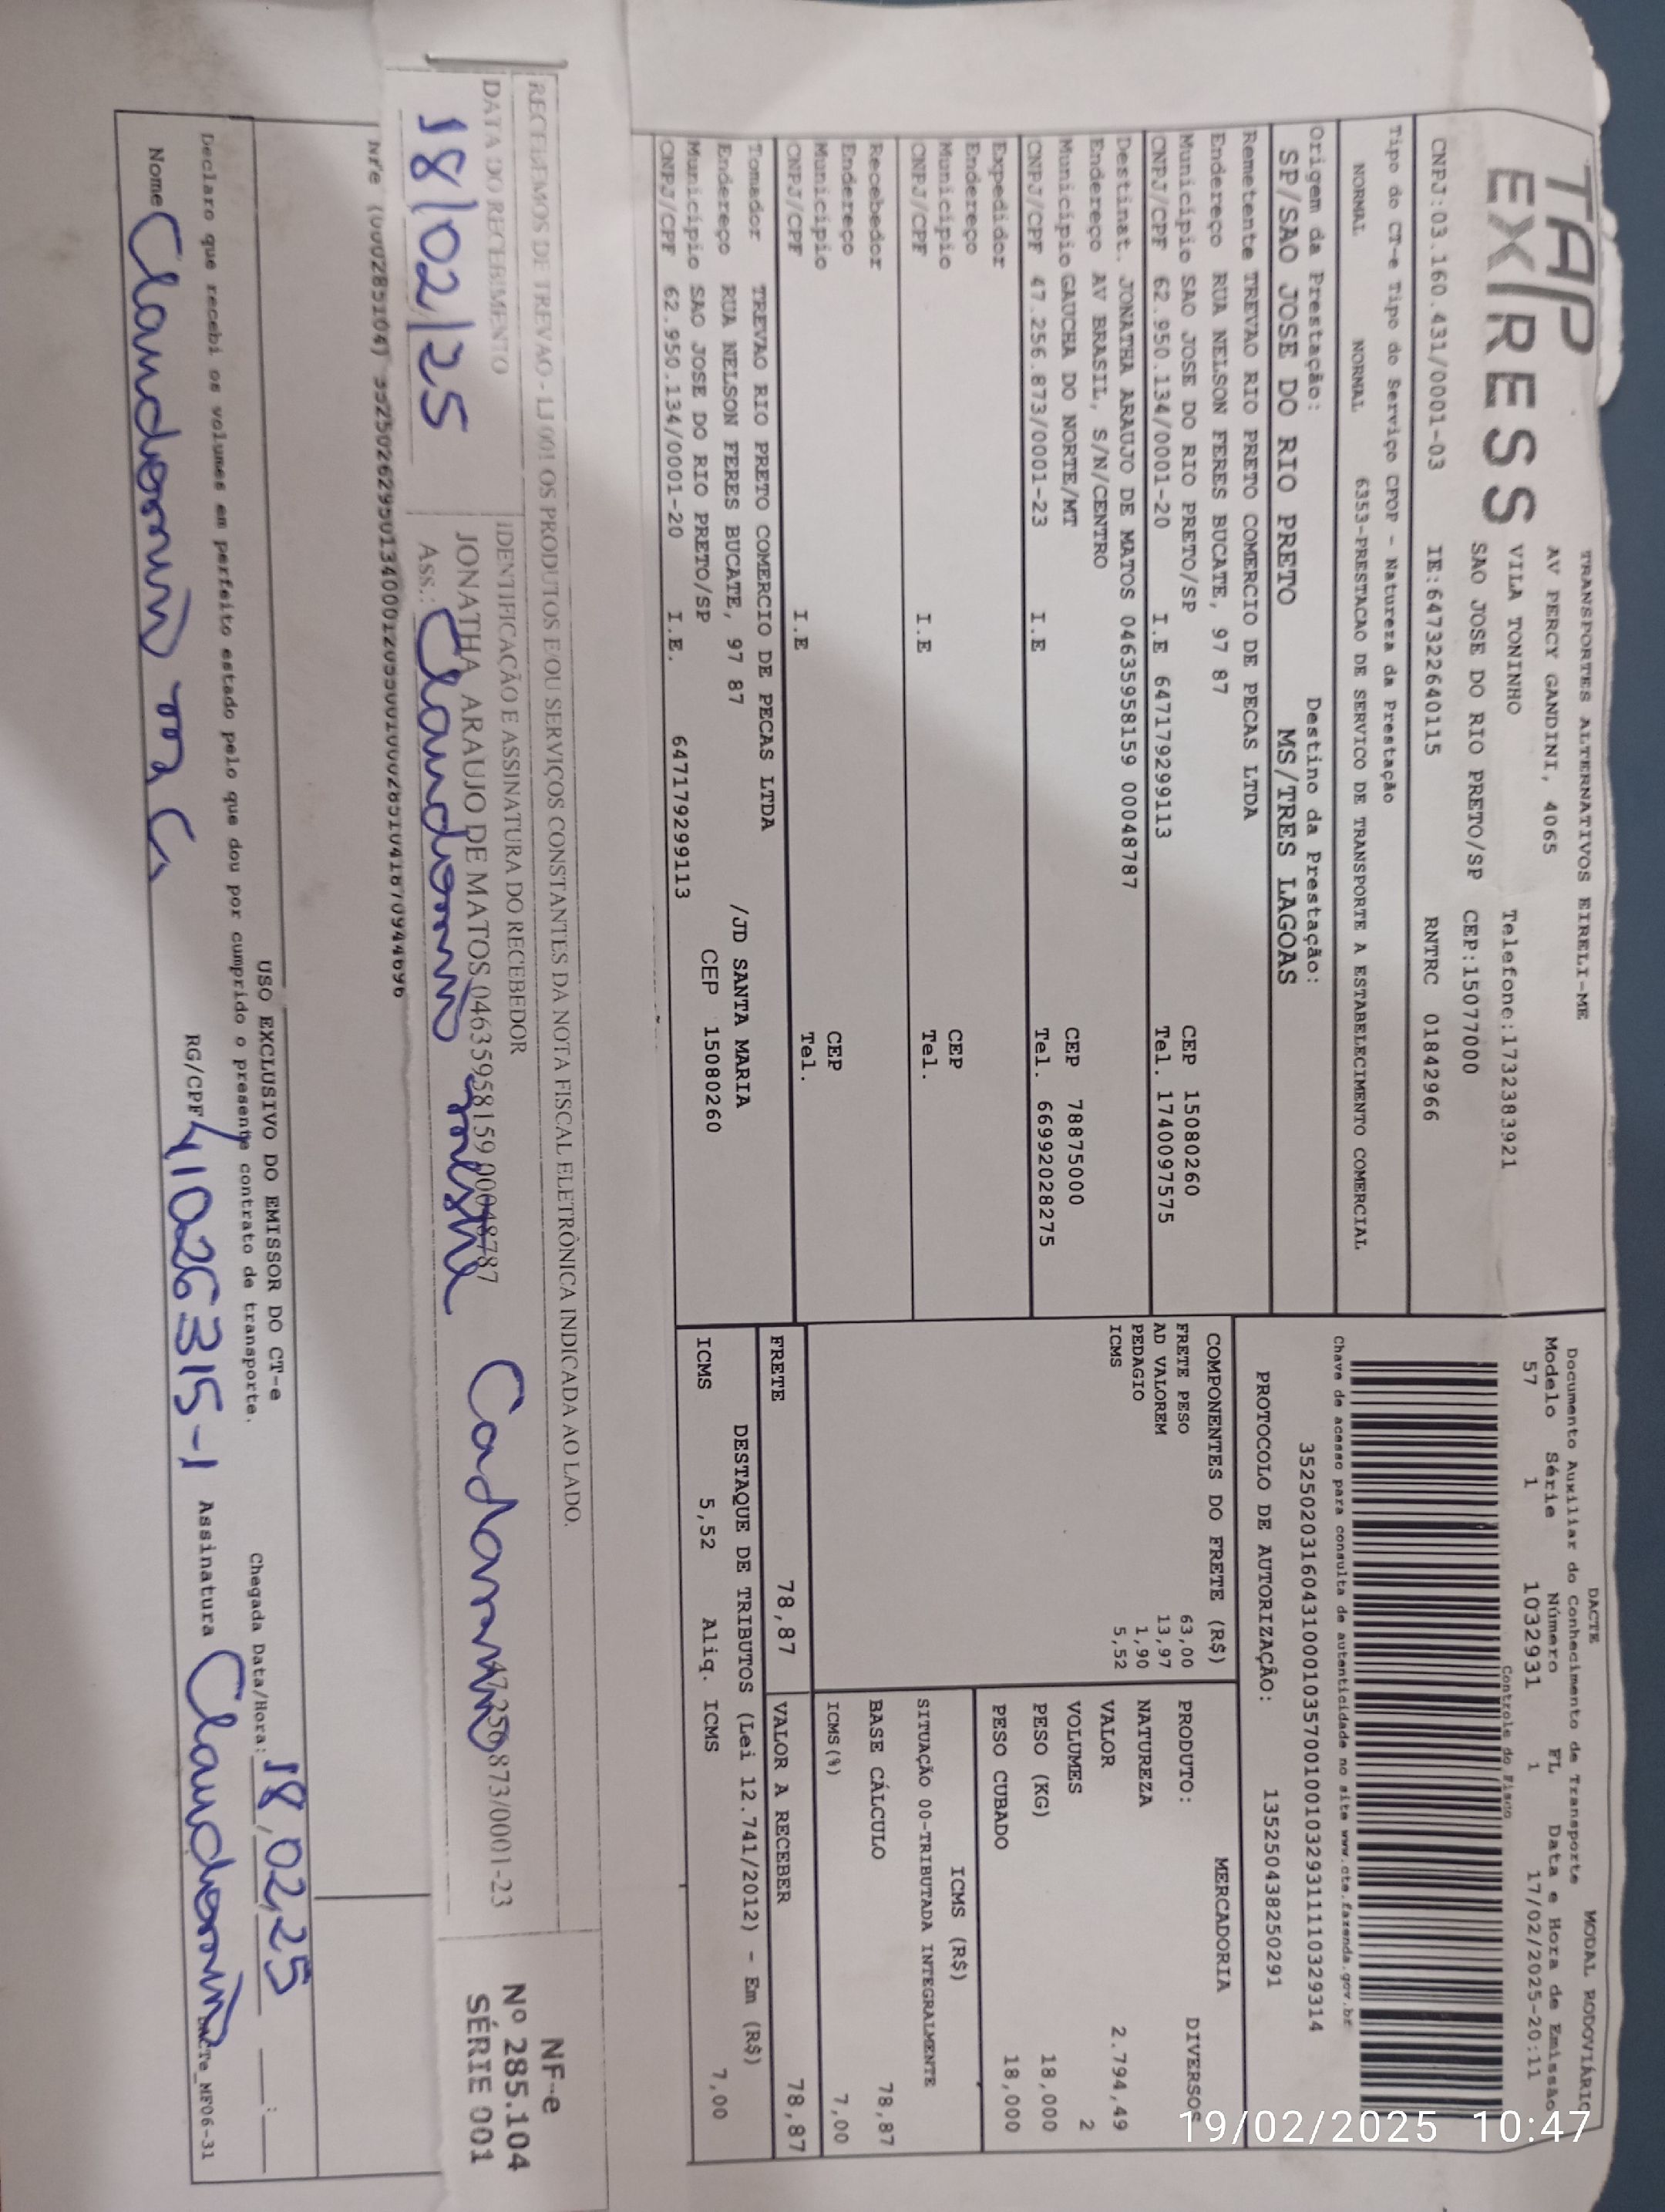 TAP
EXPRESS
TRANSPORTES ALTERNATIVOS EIRELI-ME
AV PERCY GANDINI, 4065
VILA TONINHO Telefone:1732383921
SAO JOSE DO RIO PRETO/SP CEP:15077000
CNPJ:03.160.431/0001-03 IE:647322640115 RNTRC 01842966
DACTE MODAL RODOVIÁRIO
Documento Auxiliar do Conhecimento de Transporte
Modelo Série Número FL Data e Hora de Emissão
57 1 1032931 1 17/02/2025-20:11
Controle do Fisco
Chave de acesso para consulta de autenticidade no site www.cte.fazenda.gov.br
PROTOCOLO DE AUTORIZAÇÃO: 135250438250291
Tipo do CT-e Tipo do Serviço CFOP - Natureza da Prestação
NORMAL NORMAL 6353-PRESTACAO DE SERVICO DE TRANSPORTE A ESTABELECIMENTO COMERCIAL
Origem da Prestação: Destino da Prestação:
SP/SAO JOSE DO RIO PRETO MS/TRES LAGOAS
Remetente TREVAO RIO PRETO COMERCIO DE PECAS LTDA
Endereço RUA NELSON FERES BUCATE, 97 87
Município SAO JOSE DO RIO PRETO/SP CEP 15080260
CNPJ/CPF 62.950.134/0001-20 I.E 647179299113 Tel. 1740097575
Destinat. JONATHA ARAUJO DE MATOS 04635958159 00048787
Endereço AV BRASIL, S/N/CENTRO
Município GAUCHA DO NORTE/MT CEP 78875000
CNPJ/CPF 47.256.873/0001-23 I.E Tel. 66992028275
Expedidor
Endereço
Município CEP
CNPJ/CPF I.E Tel.
Recebedor
Endereço
Município CEP
CNPJ/CPF I.E Tel.
Tomador TREVAO RIO PRETO COMERCIO DE PECAS LTDA
Endereço RUA NELSON FERES BUCATE, 97 87 /JD SANTA MARIA
Município SAO JOSE DO RIO PRETO/SP CEP 15080260
CNPJ/CPF 62.950.134/0001-20 I.E. 647179299113
COMPONENTES DO FRETE (R$)
FRETE PESO 63,00
AD VALOREM 13,97
PEDAGIO 1,90
ICMS 5,52
MERCADORIA
PRODUTO: DIVERSOS
NATUREZA
VALOR 2.794,49
VOLUMES 2
PESO (KG) 18,000
PESO CUBADO 18,000
ICMS (R$)
SITUAÇÃO 00-TRIBUTADA INTEGRALMENTE
BASE CÁLCULO 78,87
ICMS(%) 7,00
FRETE 78,87 VALOR A RECEBER 78,87
DESTAQUE DE TRIBUTOS (Lei 12.741/2012) - Em (R$)
ICMS 5,52 Aliq. ICMS 7,00
RECEBEMOS DE TREVAO - LJ 001 OS PRODUTOS E/OU SERVIÇOS CONSTANTES DA NOTA FISCAL ELETRÔNICA INDICADA AO LADO.
DATA DO RECEBIMENTO IDENTIFICAÇÃO E ASSINATURA DO RECEBEDOR
18/02/25 JONATHA ARAUJO DE MATOS 04635958159 00048787 47.256.873/0001-23
Ass.:
NF-e
Nº 285.104
SÉRIE 001
USO EXCLUSIVO DO EMISSOR DO CT-e
Declaro que recebi os volumes em perfeito estado pelo que dou por cumprido o presente contrato de transporte.
Chegada Data/Hora: 18/02/25
Nome RG/CPF 41026315-1 Assinatura
DACTe_NF06-31
19/02/2025 10:47